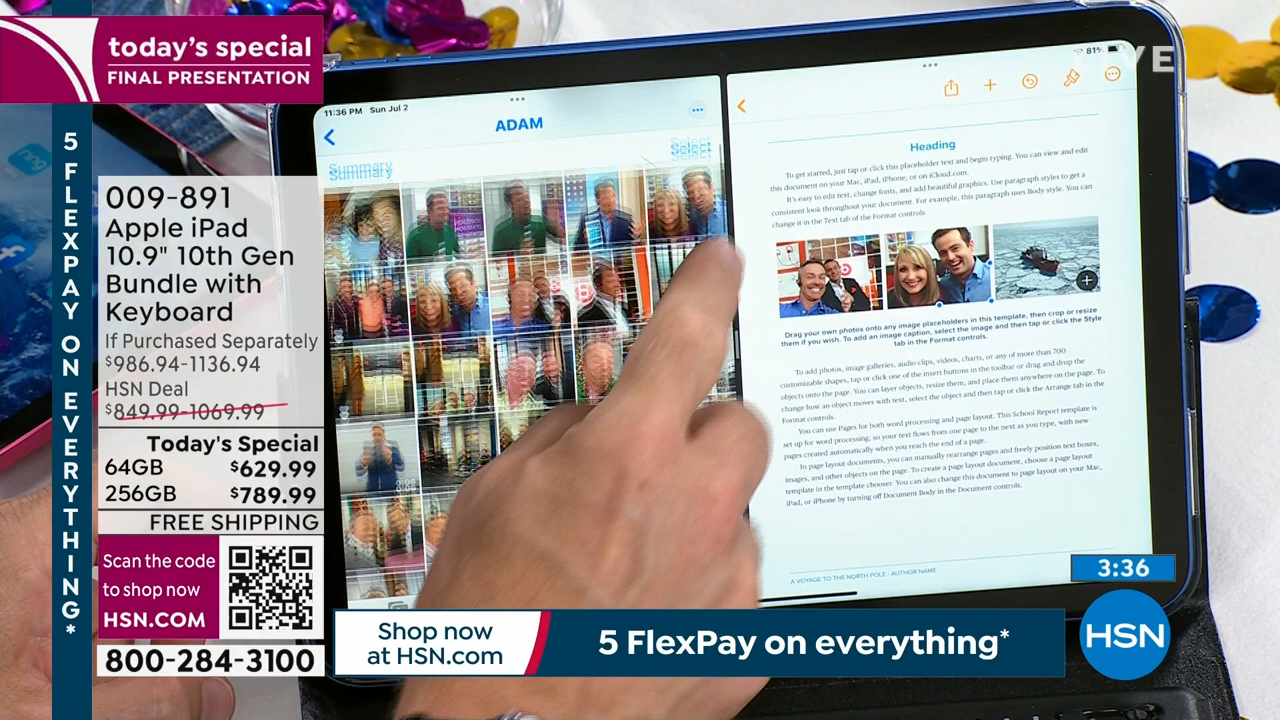 today's special
FINAL PRESENTATION
5 FLEXPAY ON EVERYTHING*
009-891
Apple iPad
10.9" 10th Gen
Bundle with
Keyboard
If Purchased Separately
$986.94-1136.94
HSN Deal
$849.99-1069.99
Today's Special
64GB $629.99
256GB $789.99
FREE SHIPPING
Scan the code
to shop now
HSN.COM
800-284-3100
11:36 PM Sun Jul 2
ADAM
Summary
Select
81%
LIVE
Heading
To get started, just tap or click this placeholder text and begin typing. You can view and edit
this document on your Mac, iPad, iPhone, or on iCloud.com.
It's easy to edit text, change fonts, and add beautiful graphics. Use paragraph styles to get a
consistent look throughout your document. For example, this paragraph uses Body style. You can
change it in the Text tab of the Format controls.
Drag your own photos onto any image placeholders in this template, then crop or resize
them if you wish. To add an image caption, select the image and then tap or click the Style
tab in the Format controls.
To add photos, image galleries, audio clips, videos, charts, or any of more than 700
customizable shapes, tap or click one of the insert buttons in the toolbar or drag and drop the
objects onto the page. You can layer objects, resize them, and place them anywhere on the page. To
change how an object moves with text, select the object and then tap or click the Arrange tab in the
Format controls.
You can use Pages for both word processing and page layout. This School Report template is
set up for word processing, so your text flows from one page to the next as you type, with new
pages created automatically when you reach the end of a page.
In page layout documents, you can manually rearrange pages and freely position text boxes,
images, and other objects on the page. To create a page layout document, choose a page layout
template in the template chooser. You can also change this document to page layout on your Mac,
iPad, or iPhone by turning off Document Body in the Document controls.
A VOYAGE TO THE NORTH POLE - AUTHOR NAME
3:36
Shop now
at HSN.com
5 FlexPay on everything*
HSN